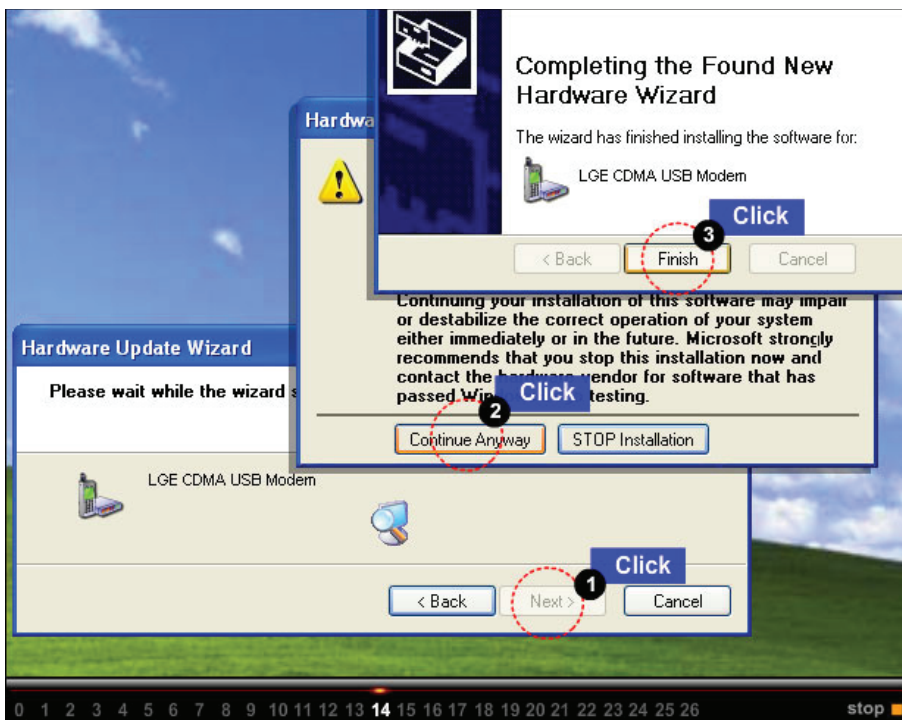 Completing the Found New
Hardware Wizard
The wizard has finished installing the software for:
LGE CDMA USB Modem
Click
3
< Back
Finish
Cancel
Hardwa
Continuing your installation of this software may impair
or destabilize the correct operation of your system
either immediately or in the future. Microsoft strongly
recommends that you stop this installation now and
contact the hardware vendor for software that has
passed Win testing.
Click
2
Continue Anyway
STOP Installation
Hardware Update Wizard
Please wait while the wizard s
LGE CDMA USB Modem
Click
1
< Back
Next >
Cancel
0 1 2 3 4 5 6 7 8 9 10 11 12 13 14 15 16 17 18 19 20 21 22 23 24 25 26
stop